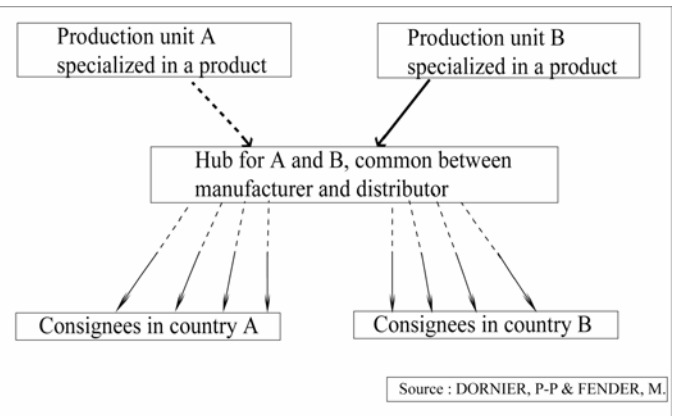 Production unit A
specialized in a product
Production unit B
specialized in a product
Hub for A and B, common between
manufacturer and distributor
Consignees in country A
Consignees in country B
Source : DORNIER, P-P & FENDER, M.